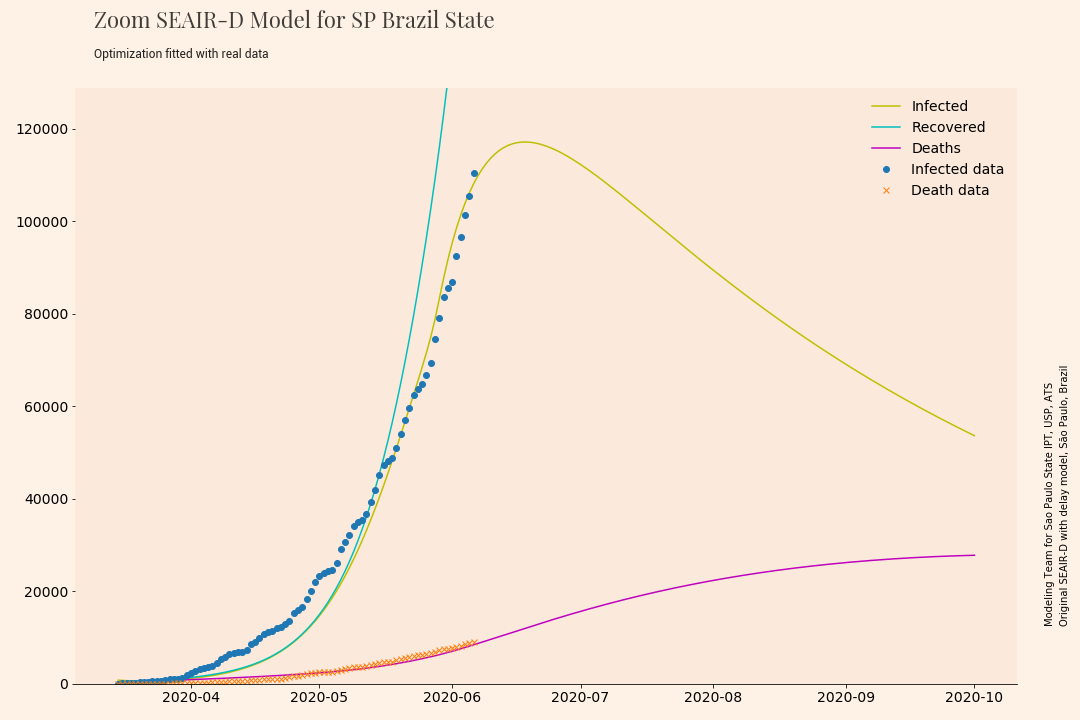 Zoom SEAIR-D Model for SP Brazil State
Optimization fitted with real data
Infected
Recovered
Deaths
Infected data
Death data
120000
100000
80000
60000
40000
20000
0
2020-04
2020-05
2020-06
2020-07
2020-08
2020-09
2020-10
Modeling Team for Sao Paulo State IPT, USP, ATS
Original SEAIR-D with delay model, São Paulo, Brazil